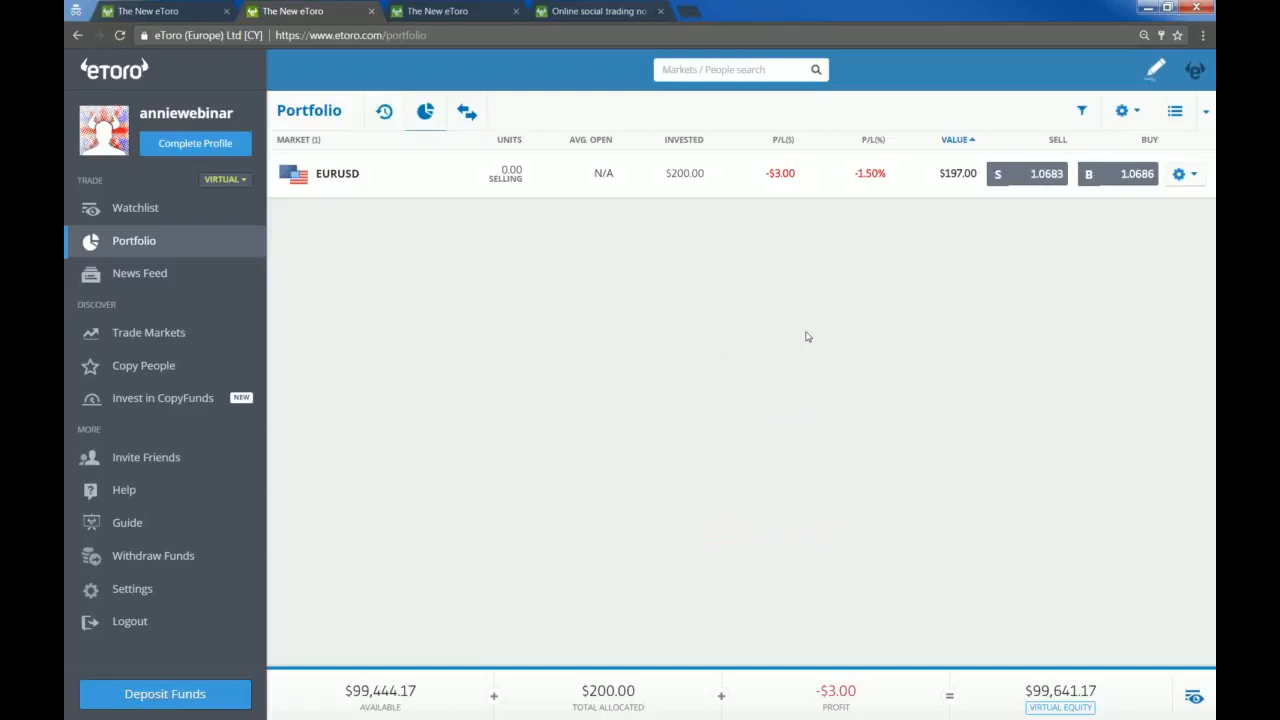 The New eToro
The New eToro
The New eToro
Online social trading no
eToro (Europe) Ltd [CY]
https://www.etoro.com/portfolio
eToro
Markets / People search
anniewebinar
Complete Profile
Portfolio
MARKET (1)
UNITS
AVG. OPEN
INVESTED
P/L($)
P/L(%)
VALUE
SELL
BUY
EURUSD
0.00
SELLING
N/A
$200.00
-$3.00
-1.50%
$197.00
S 1.0683
B 1.0686
TRADE
VIRTUAL
Watchlist
Portfolio
News Feed
DISCOVER
Trade Markets
Copy People
Invest in CopyFunds
NEW
MORE
Invite Friends
Help
Guide
Withdraw Funds
Settings
Logout
Deposit Funds
$99,444.17
AVAILABLE
+
$200.00
TOTAL ALLOCATED
+
-$3.00
PROFIT
=
$99,641.17
VIRTUAL EQUITY